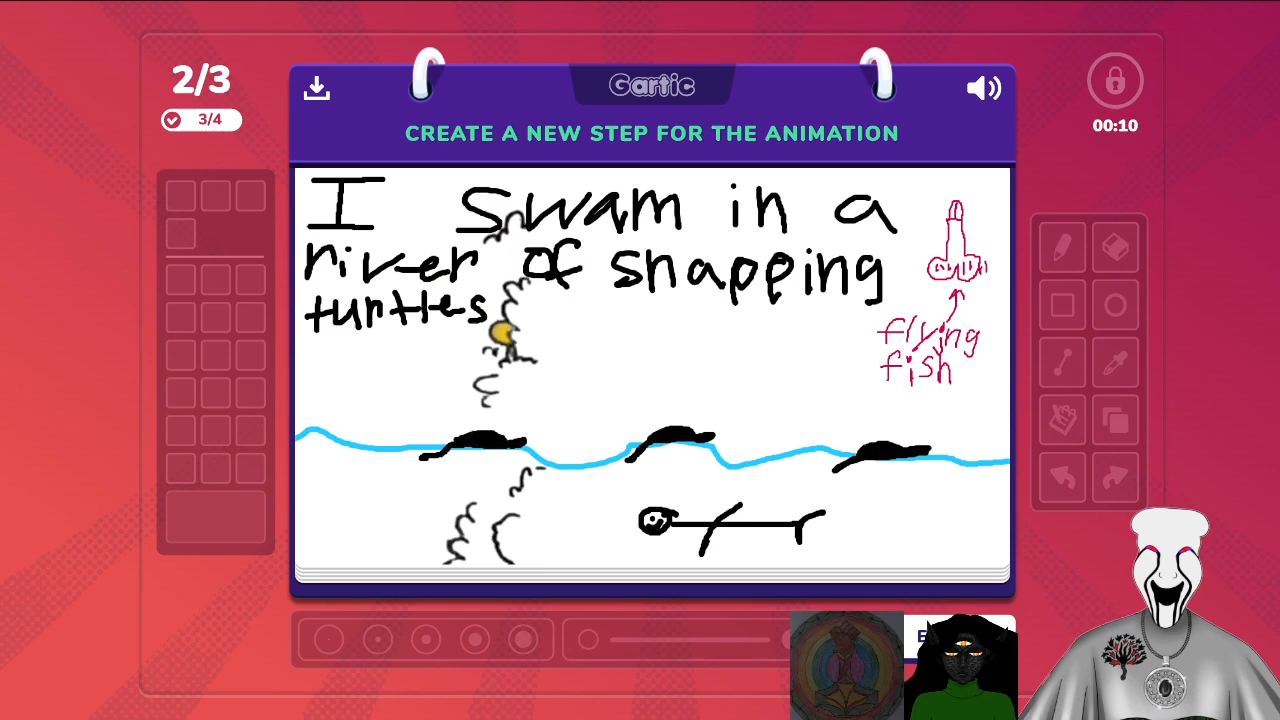 2/3
3/4
Gartic
CREATE A NEW STEP FOR THE ANIMATION
00:10
I swam in a
river of snapping
turtles
flying
fish